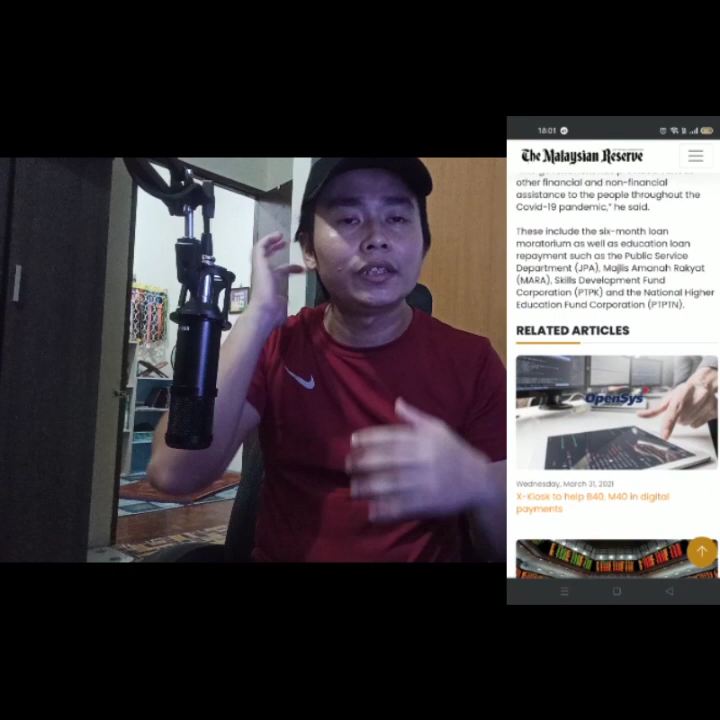 18:01
The Malaysian Reserve
other financial and non-financial
assistance to the people throughout the
Covid-19 pandemic," he said.
These include the six-month loan
moratorium as well as education loan
repayment such as the Public Service
Department (JPA), Majlis Amanah Rakyat
(MARA), Skills Development Fund
Corporation (PTPK) and the National Higher
Education Fund Corporation (PTPTN).
RELATED ARTICLES
OpenSys
Wednesday, March 31, 2021
X-Kiosk to help B40, M40 in digital
payments